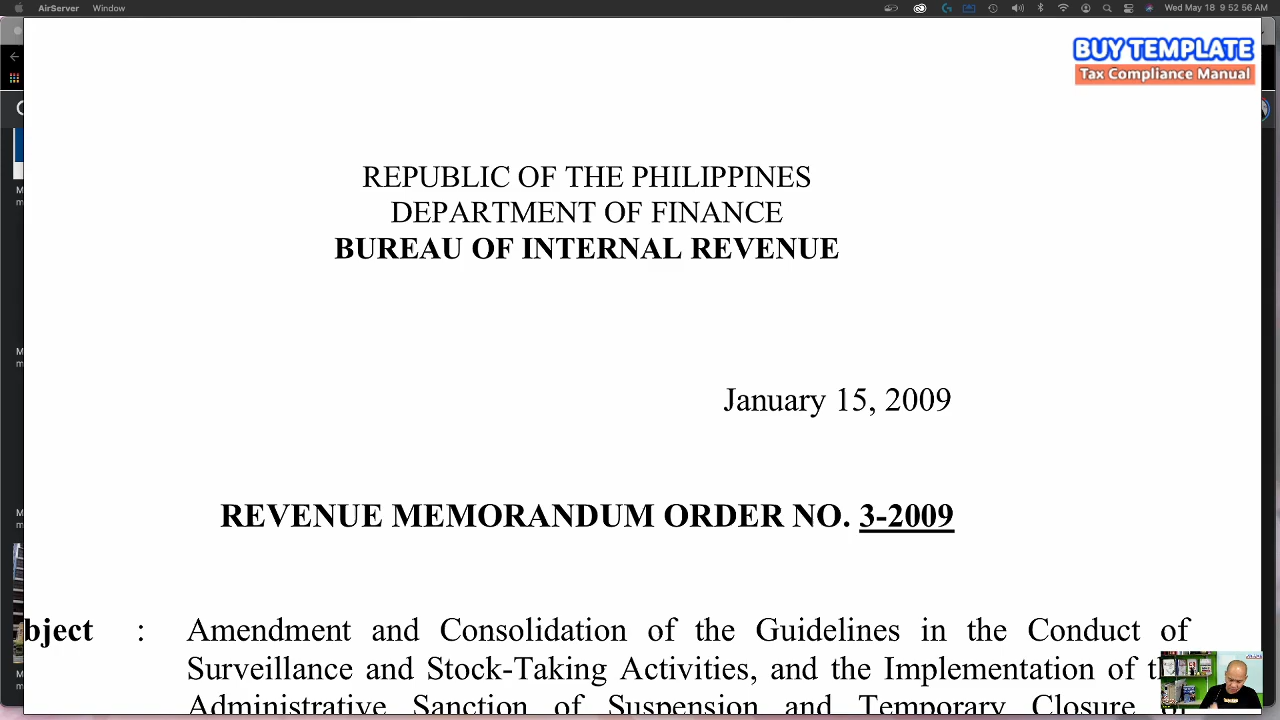 AirServer Window Wed May 18 9:52:56 AM
BUY TEMPLATE
Tax Compliance Manual
REPUBLIC OF THE PHILIPPINES
DEPARTMENT OF FINANCE
BUREAU OF INTERNAL REVENUE
January 15, 2009
REVENUE MEMORANDUM ORDER NO. 3-2009
bject : Amendment and Consolidation of the Guidelines in the Conduct of
Surveillance and Stock-Taking Activities, and the Implementation of
Administrative Sanction of Suspension and Temporary Closure